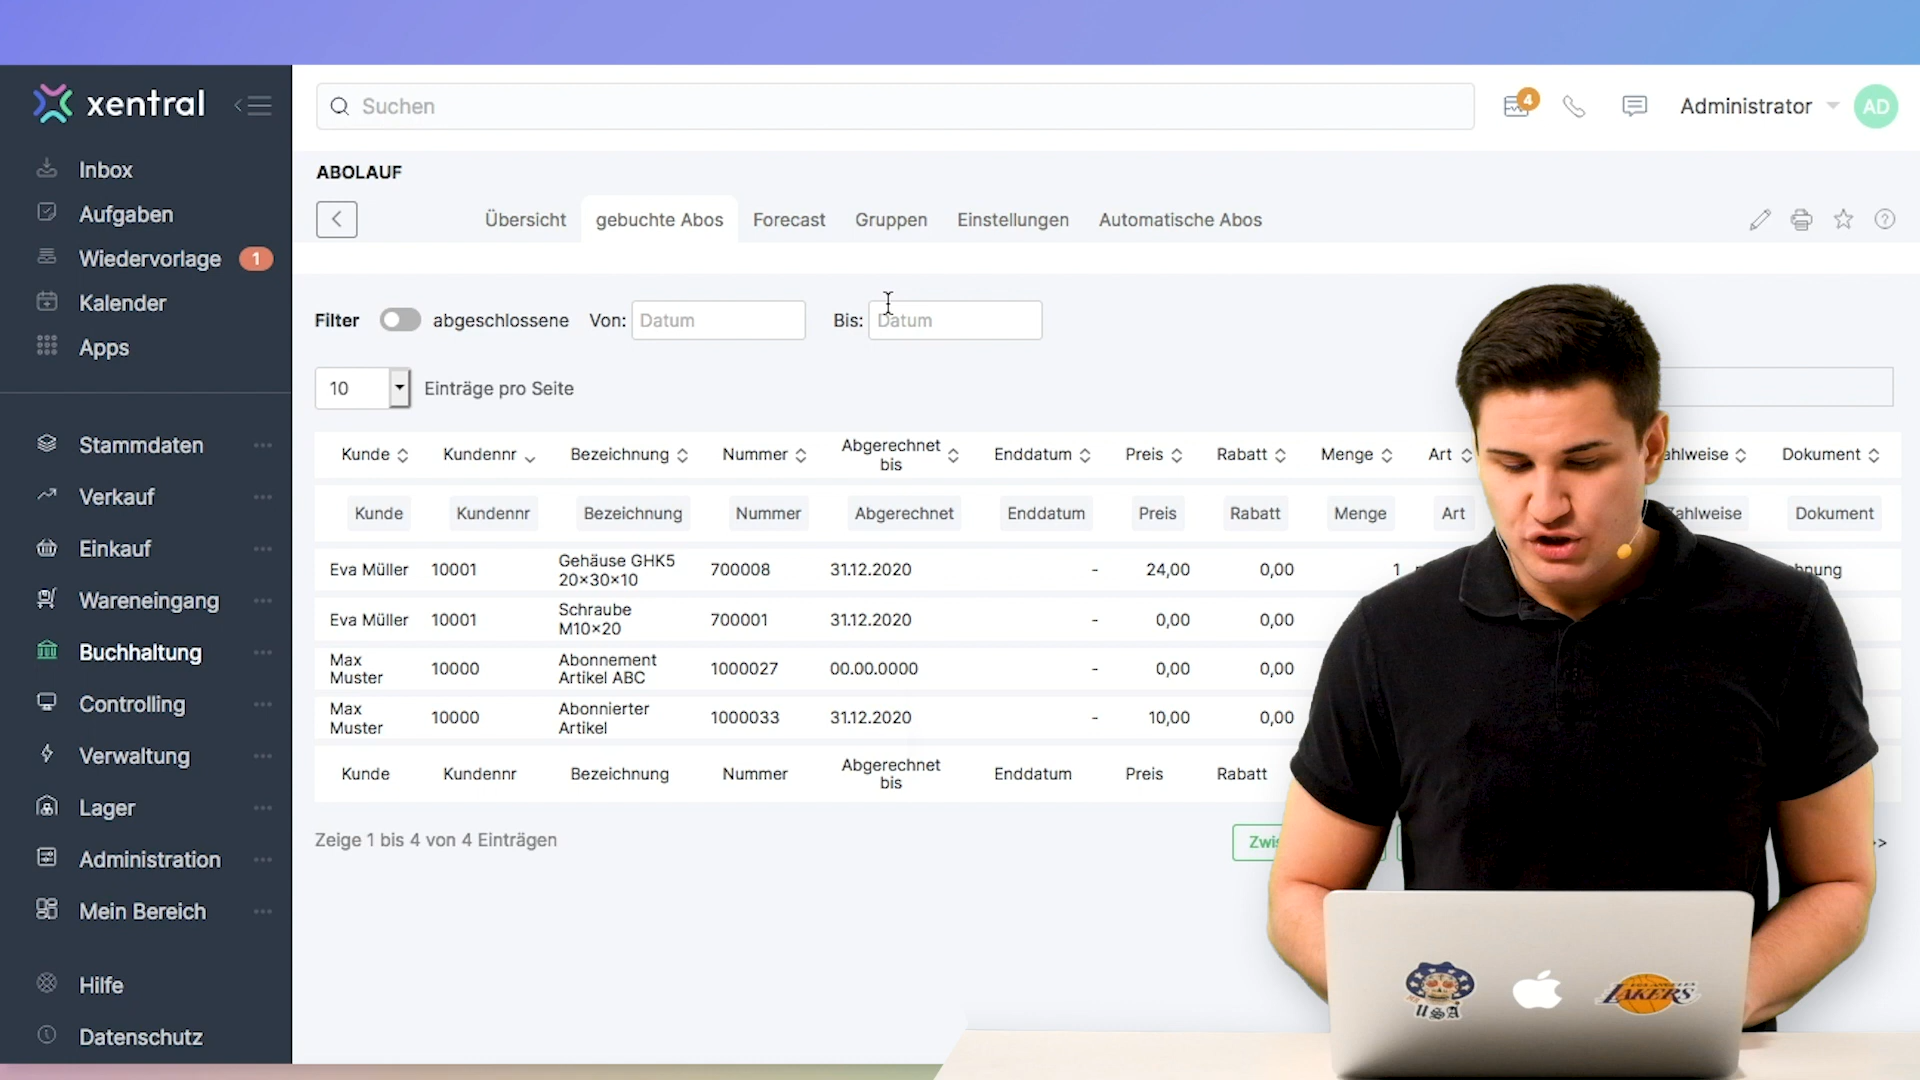 xentral
Suchen
4
Administrator
AD
Inbox
Aufgaben
Wiedervorlage 1
Kalender
Apps
Stammdaten
Verkauf
Einkauf
Wareneingang
Buchhaltung
Controlling
Verwaltung
Lager
Administration
Mein Bereich
Hilfe
Datenschutz
ABOLAUF
Übersicht gebuchte Abos Forecast Gruppen Einstellungen Automatische Abos
Filter abgeschlossene Von: Datum Bis: Datum
10 Einträge pro Seite
Kunde Kundennr Bezeichnung Nummer Abgerechnet bis Enddatum Preis Rabatt Menge Art ahlweise Dokument
Kunde Kundennr Bezeichnung Nummer Abgerechnet Enddatum Preis Rabatt Menge Art Zahlweise Dokument
Eva Müller 10001 Gehäuse GHK5 20x30x10 700008 31.12.2020 - 24,00 0,00 1
Eva Müller 10001 Schraube M10x20 700001 31.12.2020 - 0,00 0,00
Max Muster 10000 Abonnement Artikel ABC 1000027 00.00.0000 - 0,00 0,00
Max Muster 10000 Abonnierter Artikel 1000033 31.12.2020 - 10,00 0,00
Kunde Kundennr Bezeichnung Nummer Abgerechnet bis Enddatum Preis Rabatt
Zeige 1 bis 4 von 4 Einträgen
USA
LAKERS